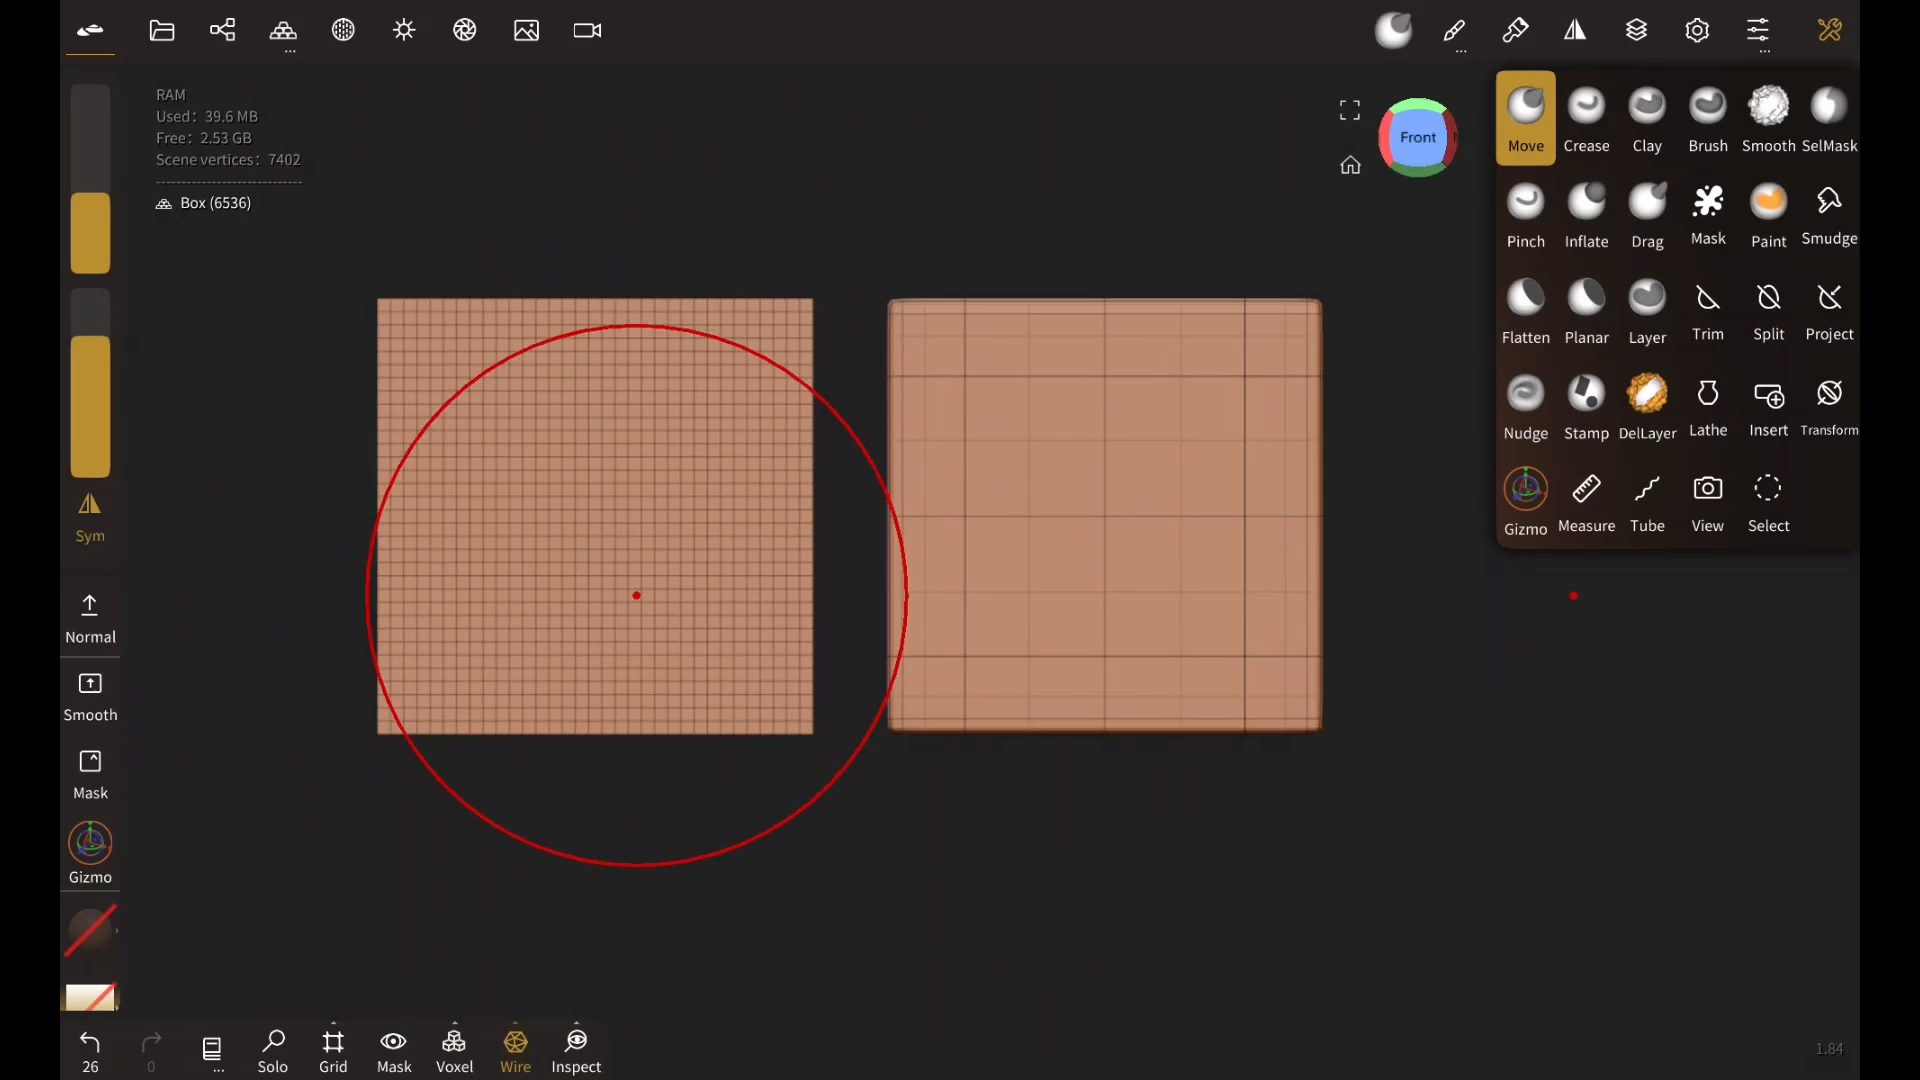 RAM
Used: 39.6 MB
Free: 2.53 GB
Scene vertices: 7402
Box (6536)
Front
Move
Crease
Clay
Brush
Smooth
SelMask
Pinch
Inflate
Drag
Mask
Paint
Smudge
Flatten
Planar
Layer
Trim
Split
Project
Nudge
Stamp
DelLayer
Lathe
Insert
Transform
Gizmo
Measure
Tube
View
Select
Sym
Normal
Smooth
Mask
Gizmo
26
0
...
Solo
Grid
Mask
Voxel
Wire
Inspect
1.84